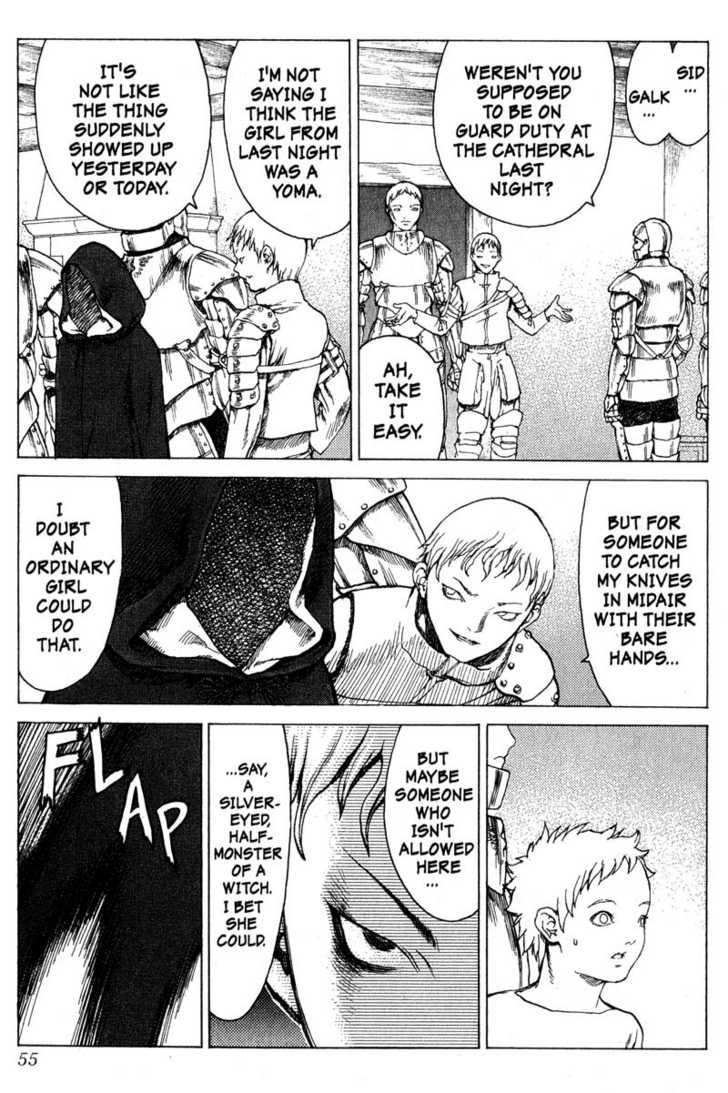 SID
...
GALK
...
WEREN'T YOU
SUPPOSED
TO BE ON
GUARD DUTY AT
THE CATHEDRAL
LAST
NIGHT?
AH,
TAKE
IT
EASY.
I'M NOT
SAYING I
THINK THE
GIRL FROM
LAST NIGHT
WAS A
YOMA.
IT'S
NOT LIKE
THE THING
SUDDENLY
SHOWED UP
YESTERDAY
OR TODAY.
BUT FOR
SOMEONE
TO CATCH
MY KNIVES
IN MIDAIR
WITH THEIR
BARE
HANDS...
I
DOUBT
AN
ORDINARY
GIRL
COULD
DO
THAT.
BUT
MAYBE
SOMEONE
WHO
ISN'T
ALLOWED
HERE
...
...SAY,
A
SILVER-
EYED,
HALF-
MONSTER
OF A
WITCH.
I BET
SHE
COULD.
FLAP
55